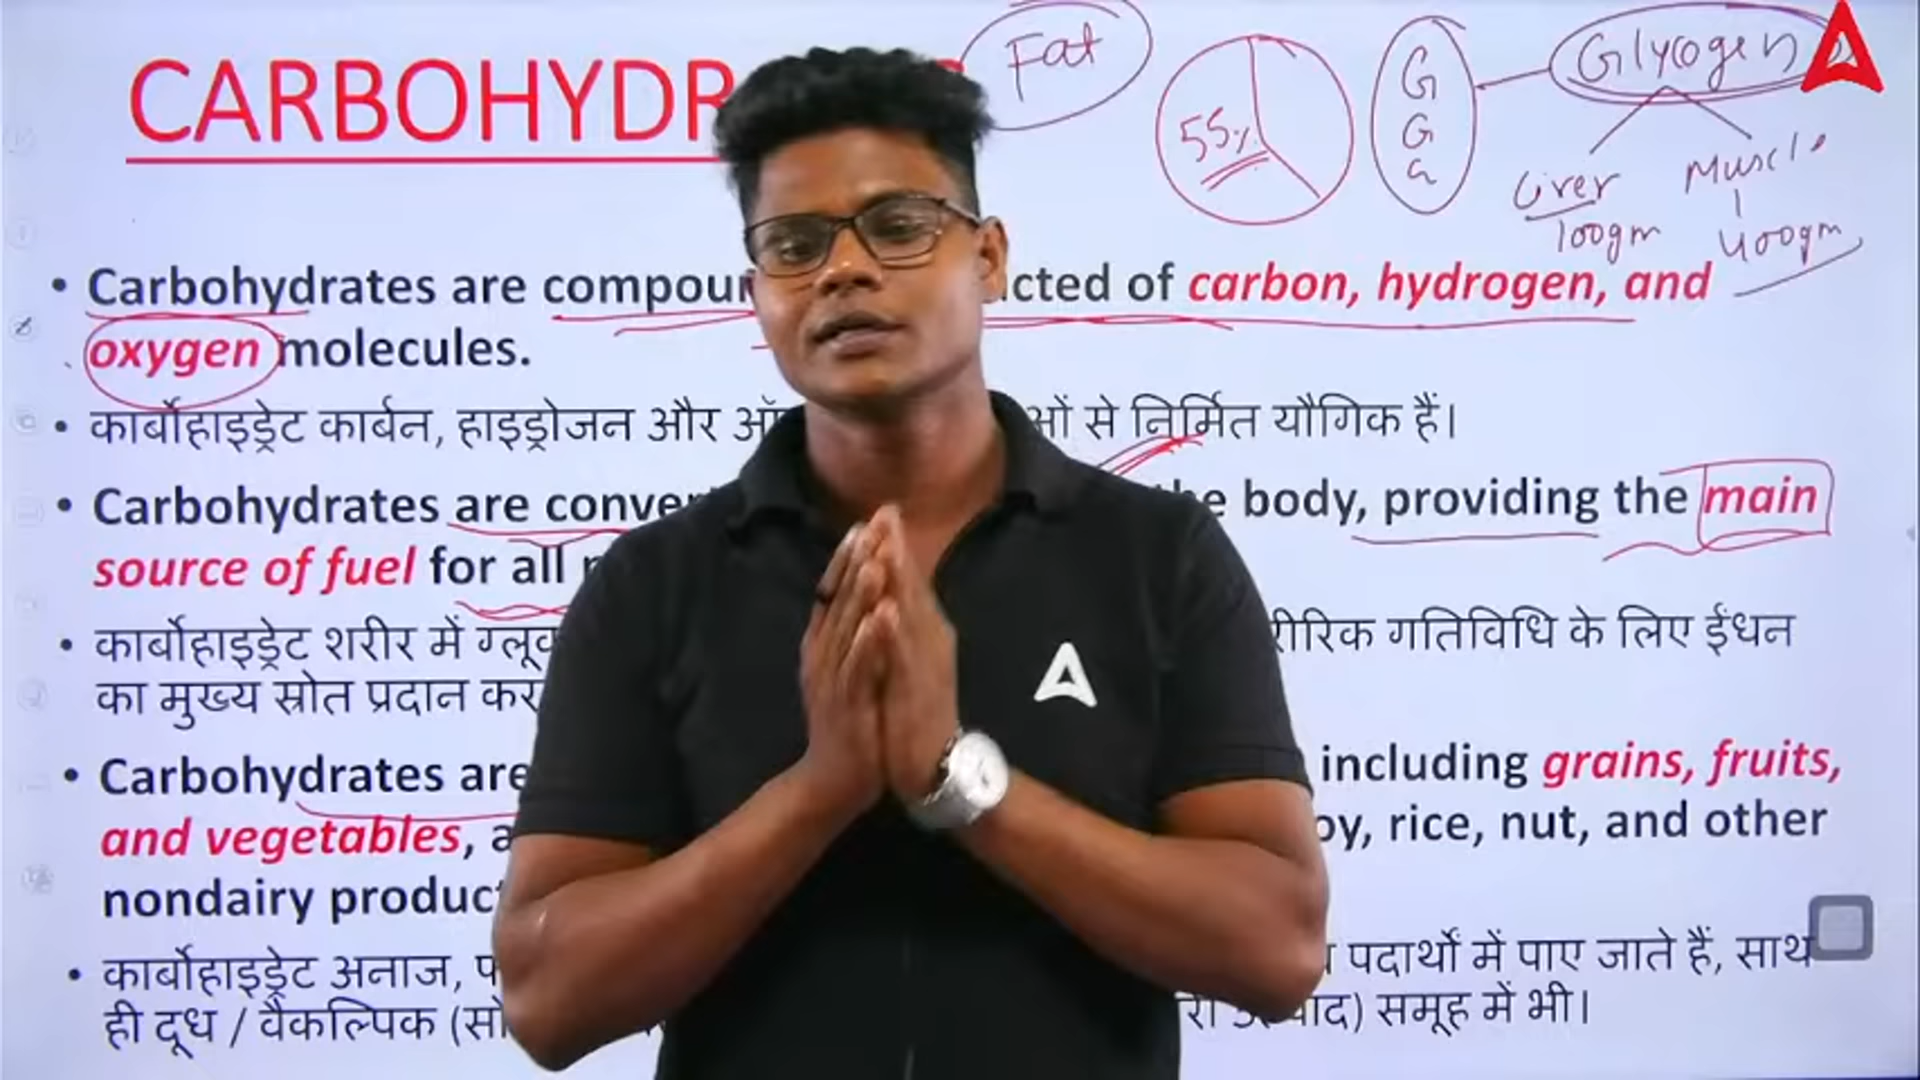 CARBOHYDR
Fat
55%
G
G
G
Glycogen
Liver
100gm
Muscle
400gm
• Carbohydrates are compoun cted of carbon, hydrogen, and
oxygen molecules.
• कार्बोहाइड्रेट कार्बन, हाइड्रोजन और ओं से निर्मित यौगिक हैं।
• Carbohydrates are conver he body, providing the main
source of fuel for all
• कार्बोहाइड्रेट शरीर में रीरिक गतिविधि के लिए ईंधन
का मुख्य स्रोत प्रदान कर
• Carbohydrates are including grains, fruits,
and vegetables, oy, rice, nut, and other
nondairy product
• कार्बोहाइड्रेट अनाज, पदार्थों में पाए जाते हैं, साथ
ही दूध / वैकल्पिक (सो उत्पाद) समूह में भी।